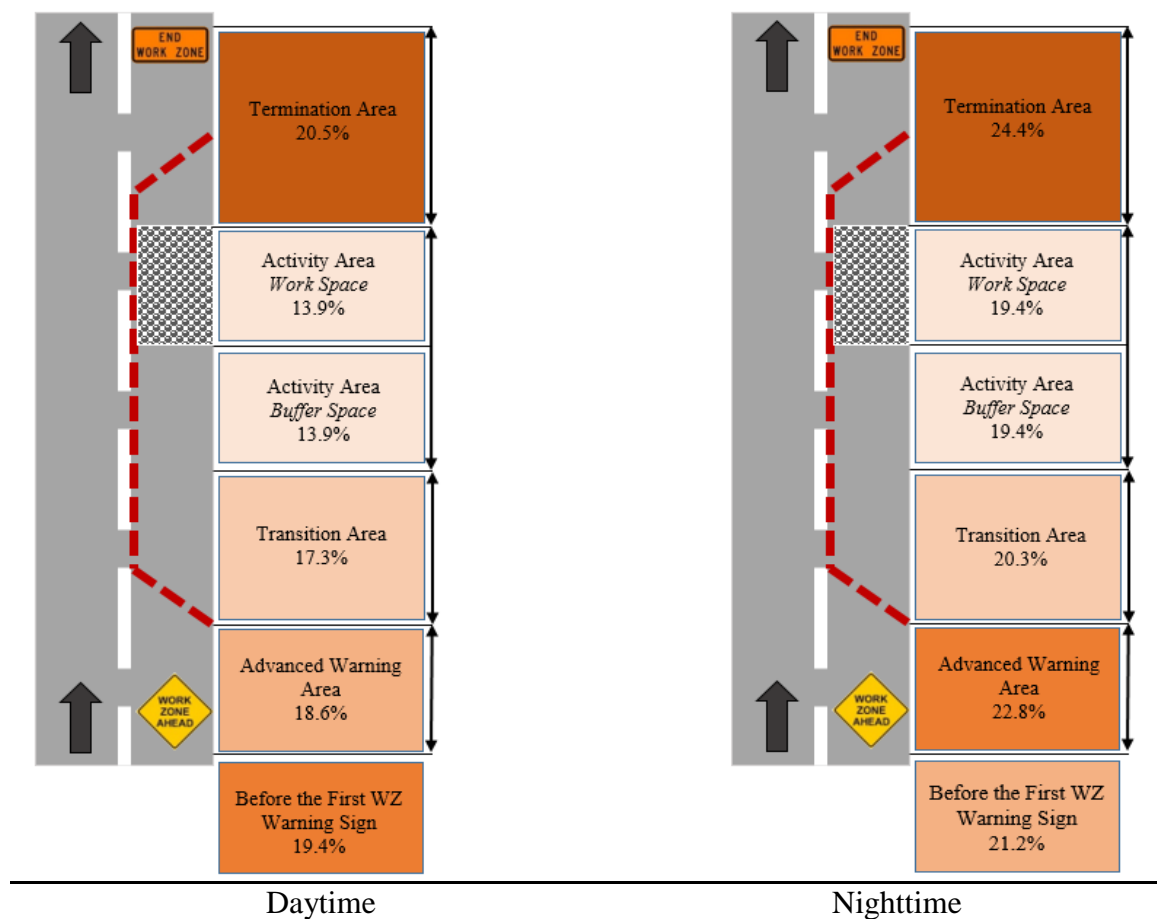 END
WORK ZONE
Termination Area
20.5%
Activity Area
Work Space
13.9%
Activity Area
Buffer Space
13.9%
Transition Area
17.3%
Advanced Warning
Area
18.6%
WORK
ZONE
AHEAD
Before the First WZ
Warning Sign
19.4%
Daytime
END
WORK ZONE
Termination Area
24.4%
Activity Area
Work Space
19.4%
Activity Area
Buffer Space
19.4%
Transition Area
20.3%
Advanced Warning
Area
22.8%
WORK
ZONE
AHEAD
Before the First WZ
Warning Sign
21.2%
Nighttime